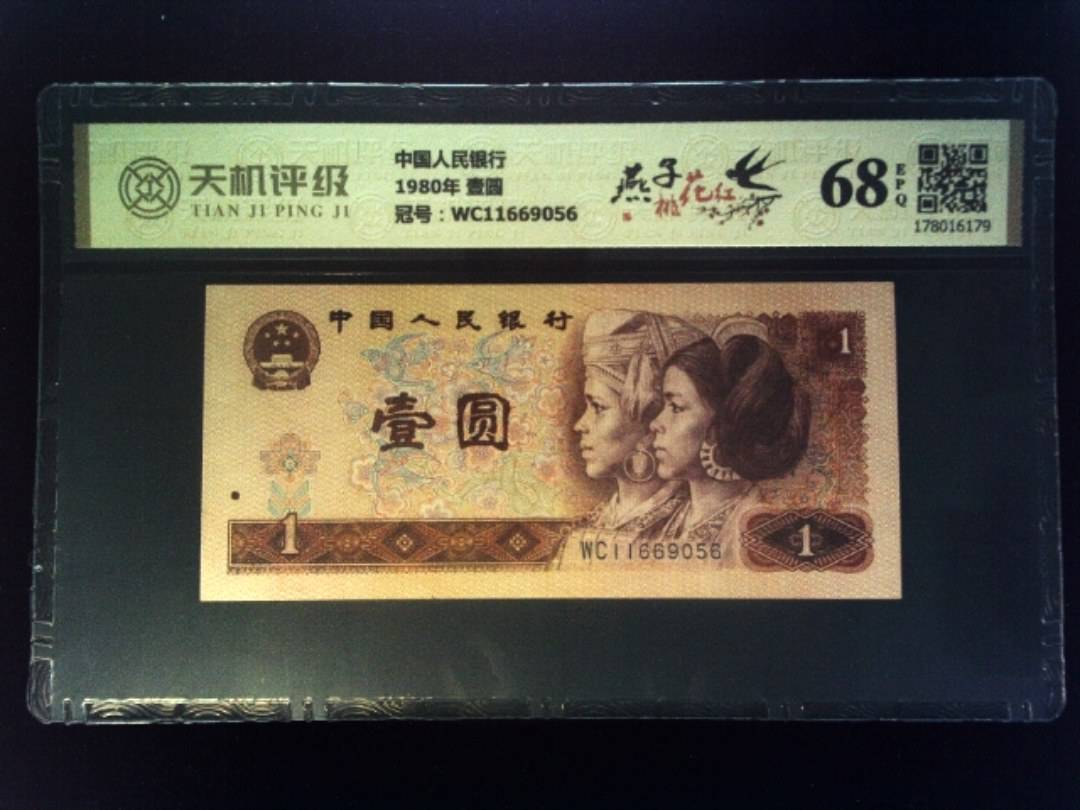 天机评级
TIAN JI PING JI
中国人民银行
1980年 壹圆
冠号：WC11669056
燕子
桃花红
68
EPQ
178016179
中国人民银行
1
壹圆
1
WC11669056
1